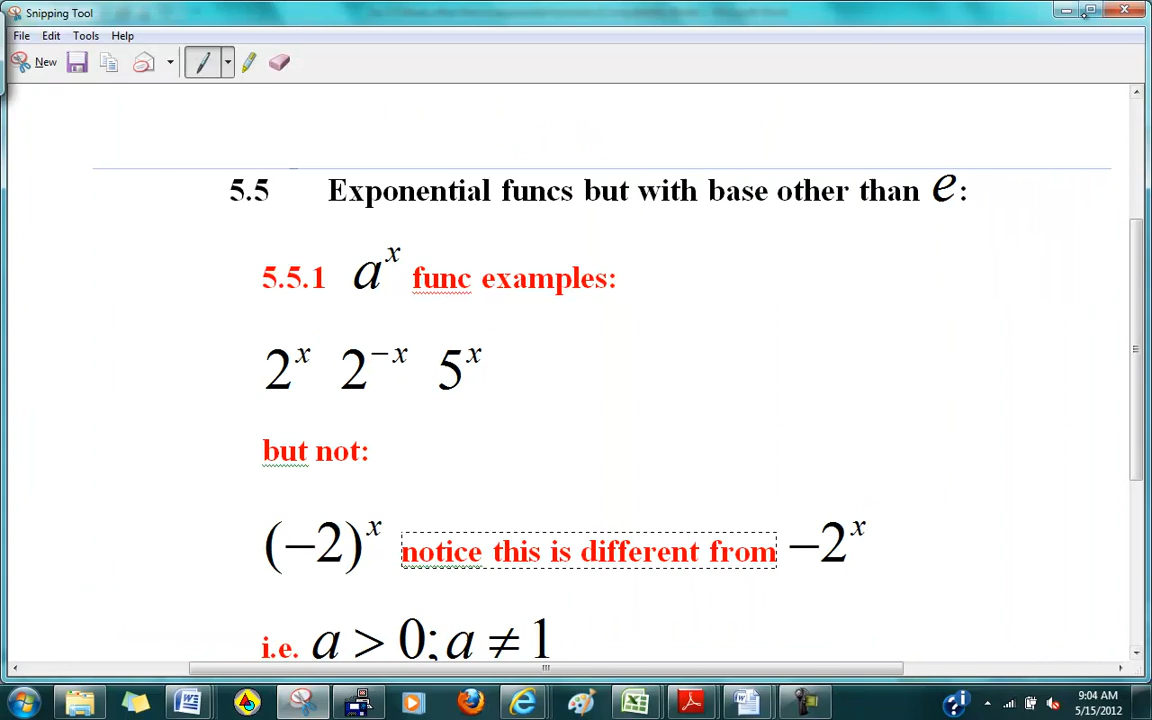 Snipping Tool
File Edit Tools Help
New
5.5 Exponential funcs but with base other than e:
5.5.1 a^x func examples:
2^x 2^{-x} 5^x
but not:
(−2)^x notice this is different from −2^x
i.e. a > 0; a ≠ 1
9:04 AM
5/15/2012